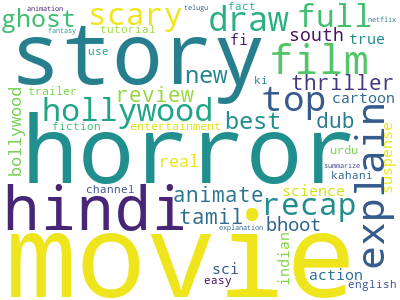 animation telugu netflix
fantasy fact
ghost scary draw full
tutorial fi south true
use ki
story new film
thriller
trailer review cartoon
hollywood top
fiction best dub
bollywood entertainment suspense
horror explain
urdu
real summarize
science kahani
hindi channel animate recap
tamil bhoot
explanation indian
movie sci action
easy english